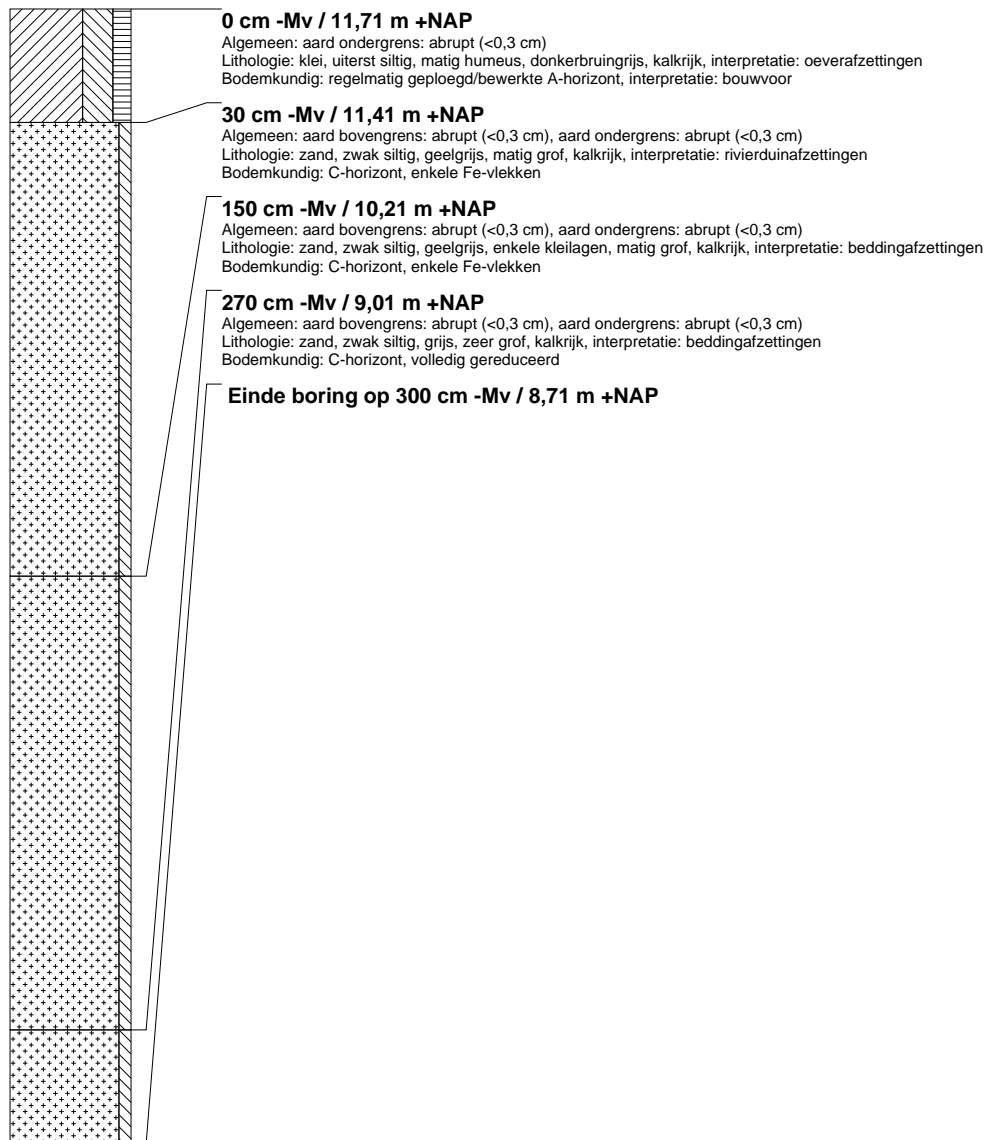 0 cm -Mv / 11,71 m +NAP
Algemeen: aard ondergrens: abrupt (<0,3 cm)
Lithologie: klei, uiterst siltig, matig humeus, donkerbruingrijs, kalkrijk, interpretatie: oeverafzettingen
Bodemkundig: regelmatig geploegd/bewerkte A-horizont, interpretatie: bouwvoor
30 cm -Mv / 11,41 m +NAP
Algemeen: aard bovengrens: abrupt (<0,3 cm), aard ondergrens: abrupt (<0,3 cm)
Lithologie: zand, zwak siltig, geelgrijs, matig grof, kalkrijk, interpretatie: rivierduinafzettingen
Bodemkundig: C-horizont, enkele Fe-vlekken
150 cm -Mv / 10,21 m +NAP
Algemeen: aard bovengrens: abrupt (<0,3 cm), aard ondergrens: abrupt (<0,3 cm)
Lithologie: zand, zwak siltig, geelgrijs, enkele kleilagen, matig grof, kalkrijk, interpretatie: beddingafzettingen
Bodemkundig: C-horizont, enkele Fe-vlekken
270 cm -Mv / 9,01 m +NAP
Algemeen: aard bovengrens: abrupt (<0,3 cm), aard ondergrens: abrupt (<0,3 cm)
Lithologie: zand, zwak siltig, grijs, zeer grof, kalkrijk, interpretatie: beddingafzettingen
Bodemkundig: C-horizont, volledig gereduceerd
Einde boring op 300 cm -Mv / 8,71 m +NAP